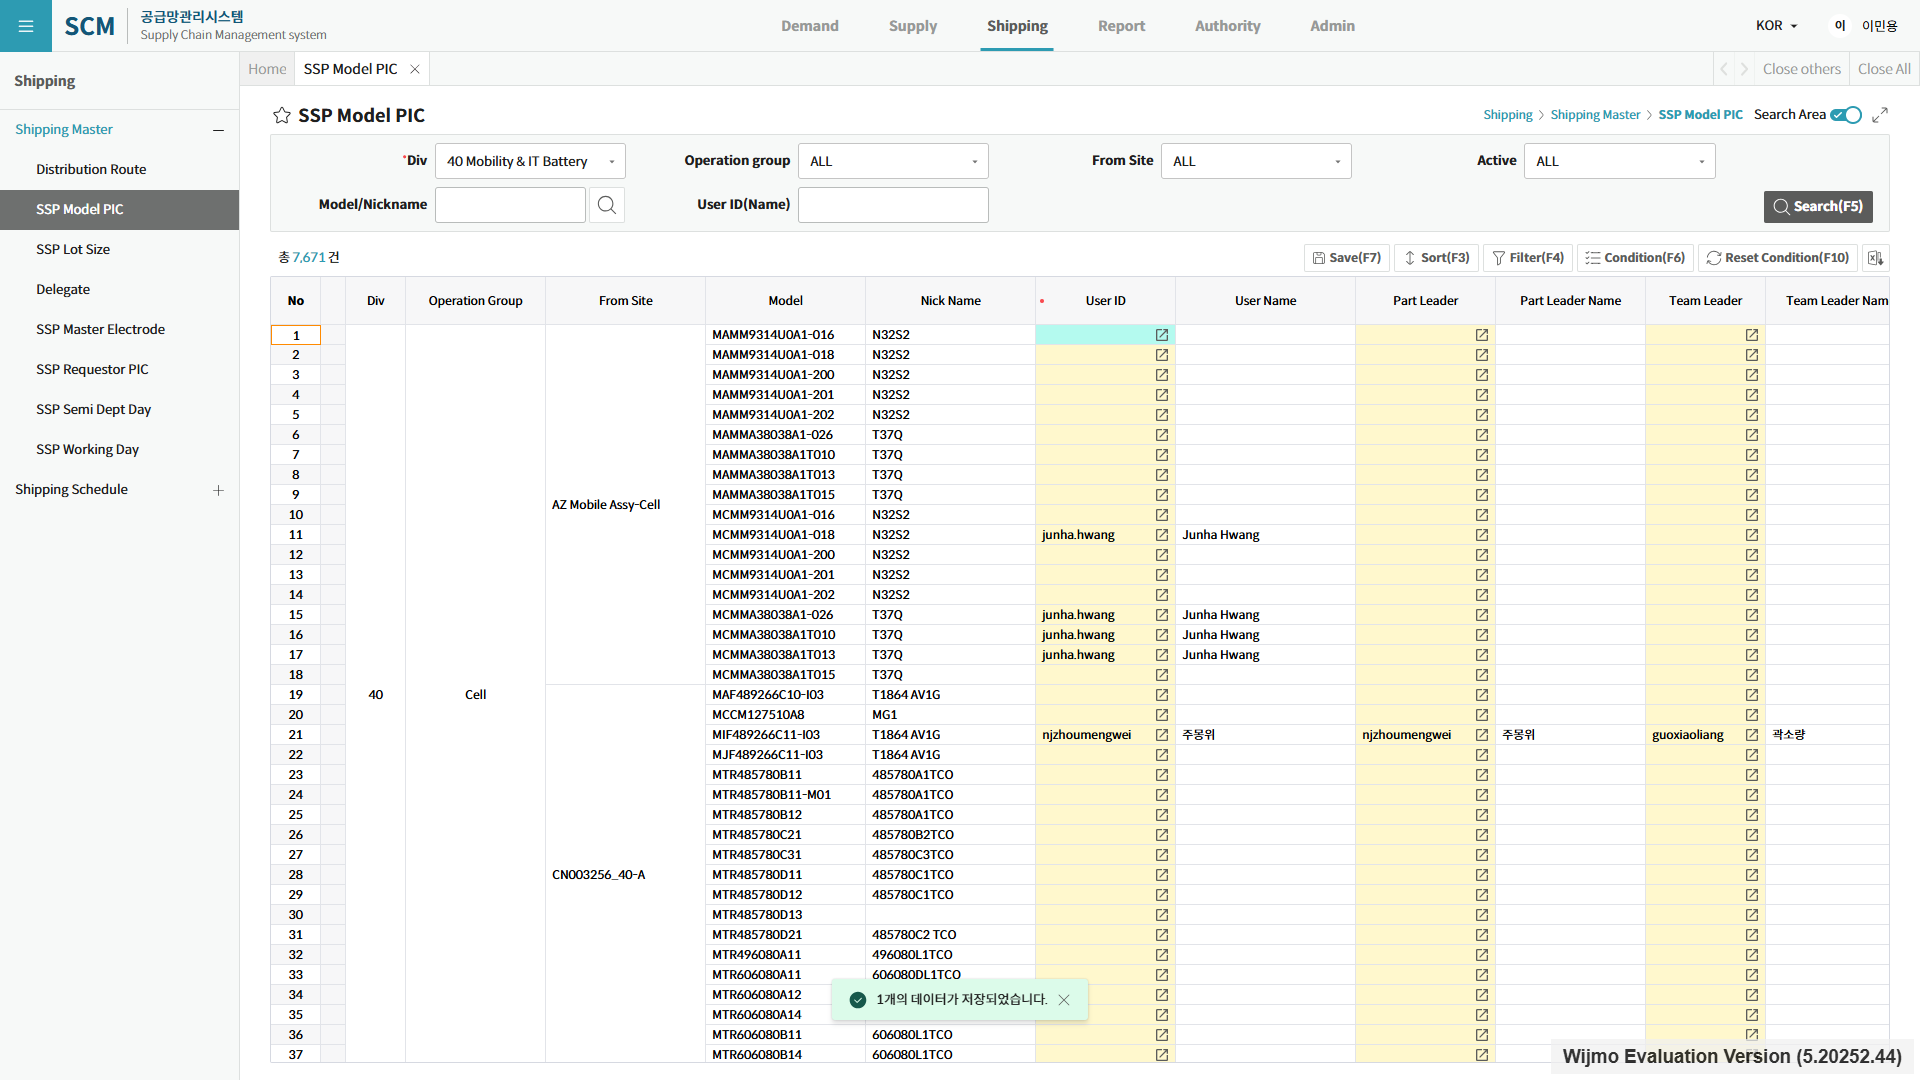 SCM 공급망관리시스템 Supply Chain Management system
Demand Supply Shipping Report Authority Admin
KOR 이 이민용
Shipping
Home SSP Model PIC Close others Close All
Shipping Master
Distribution Route
SSP Model PIC
SSP Lot Size
Delegate
SSP Master Electrode
SSP Requestor PIC
SSP Semi Dept Day
SSP Working Day
Shipping Schedule
SSP Model PIC
Shipping > Shipping Master > SSP Model PIC Search Area
*Div 40 Mobility & IT Battery Operation group ALL From Site ALL Active ALL
Model/Nickname User ID(Name) Search(F5)
총 7,671 건 Save(F7) Sort(F3) Filter(F4) Condition(F6) Reset Condition(F10)
No Div Operation Group From Site Model Nick Name User ID User Name Part Leader Part Leader Name Team Leader Team Leader Nam
1 MAMM9314U0A1-016 N32S2
2 MAMM9314U0A1-018 N32S2
3 MAMM9314U0A1-200 N32S2
4 MAMM9314U0A1-201 N32S2
5 MAMM9314U0A1-202 N32S2
6 MAMMA38038A1-026 T37Q
7 MAMMA38038A1T010 T37Q
8 MAMMA38038A1T013 T37Q
9 MAMMA38038A1T015 T37Q
AZ Mobile Assy-Cell
10 MCMM9314U0A1-016 N32S2
11 MCMM9314U0A1-018 N32S2 junha.hwang Junha Hwang
12 MCMM9314U0A1-200 N32S2
13 MCMM9314U0A1-201 N32S2
14 MCMM9314U0A1-202 N32S2
15 MCMMA38038A1-026 T37Q junha.hwang Junha Hwang
16 MCMMA38038A1T010 T37Q junha.hwang Junha Hwang
17 MCMMA38038A1T013 T37Q junha.hwang Junha Hwang
18 MCMMA38038A1T015 T37Q
19 40 Cell MAF489266C10-I03 T1864 AV1G
20 MCCM127510A8 MG1
21 MIF489266C11-I03 T1864 AV1G njzhoumengwei 주몽위 njzhoumengwei 주몽위 guoxiaoliang 곽소량
22 MJF489266C11-I03 T1864 AV1G
23 MTR485780B11 485780A1TCO
24 MTR485780B11-M01 485780A1TCO
25 MTR485780B12 485780A1TCO
26 MTR485780C21 485780B2TCO
27 MTR485780C31 485780C3TCO
28 CN003256_40-A MTR485780D11 485780C1TCO
29 MTR485780D12 485780C1TCO
30 MTR485780D13
31 MTR485780D21 485780C2 TCO
32 MTR496080A11 496080L1TCO
33 MTR606080A11 606080DL1TCO
34 MTR606080A12
35 MTR606080A14
36 MTR606080B11 606080L1TCO
37 MTR606080B14 606080L1TCO
1개의 데이터가 저장되었습니다.
Wijmo Evaluation Version (5.20252.44)